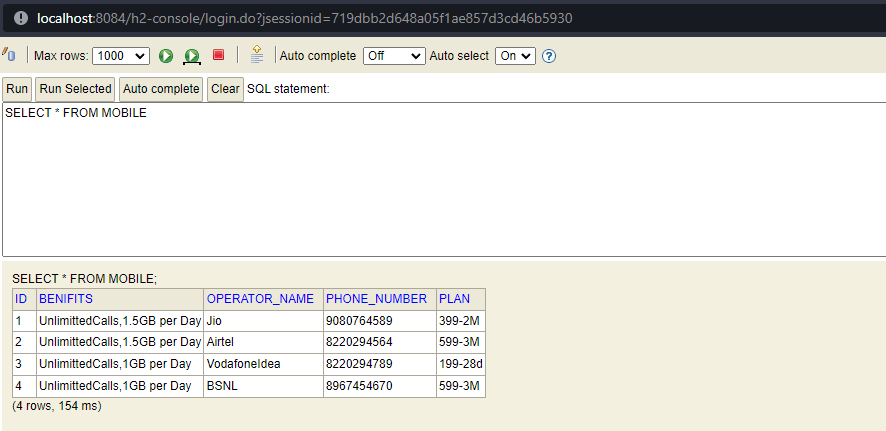 localhost:8084/h2-console/login.do?jsessionid=719dbb2d648a05f1ae857d3cd46b5930
Max rows: 1000 Auto complete Off Auto select On ?
Run Run Selected Auto complete Clear SQL statement:
SELECT * FROM MOBILE
SELECT * FROM MOBILE;
ID BENIFITS OPERATOR_NAME PHONE_NUMBER PLAN
1 UnlimittedCalls,1.5GB per Day Jio 9080764589 399-2M
2 UnlimittedCalls,1.5GB per Day Airtel 8220294564 599-3M
3 UnlimittedCalls,1GB per Day VodafoneIdea 8220294789 199-28d
4 UnlimittedCalls,1GB per Day BSNL 8967454670 599-3M
(4 rows, 154 ms)